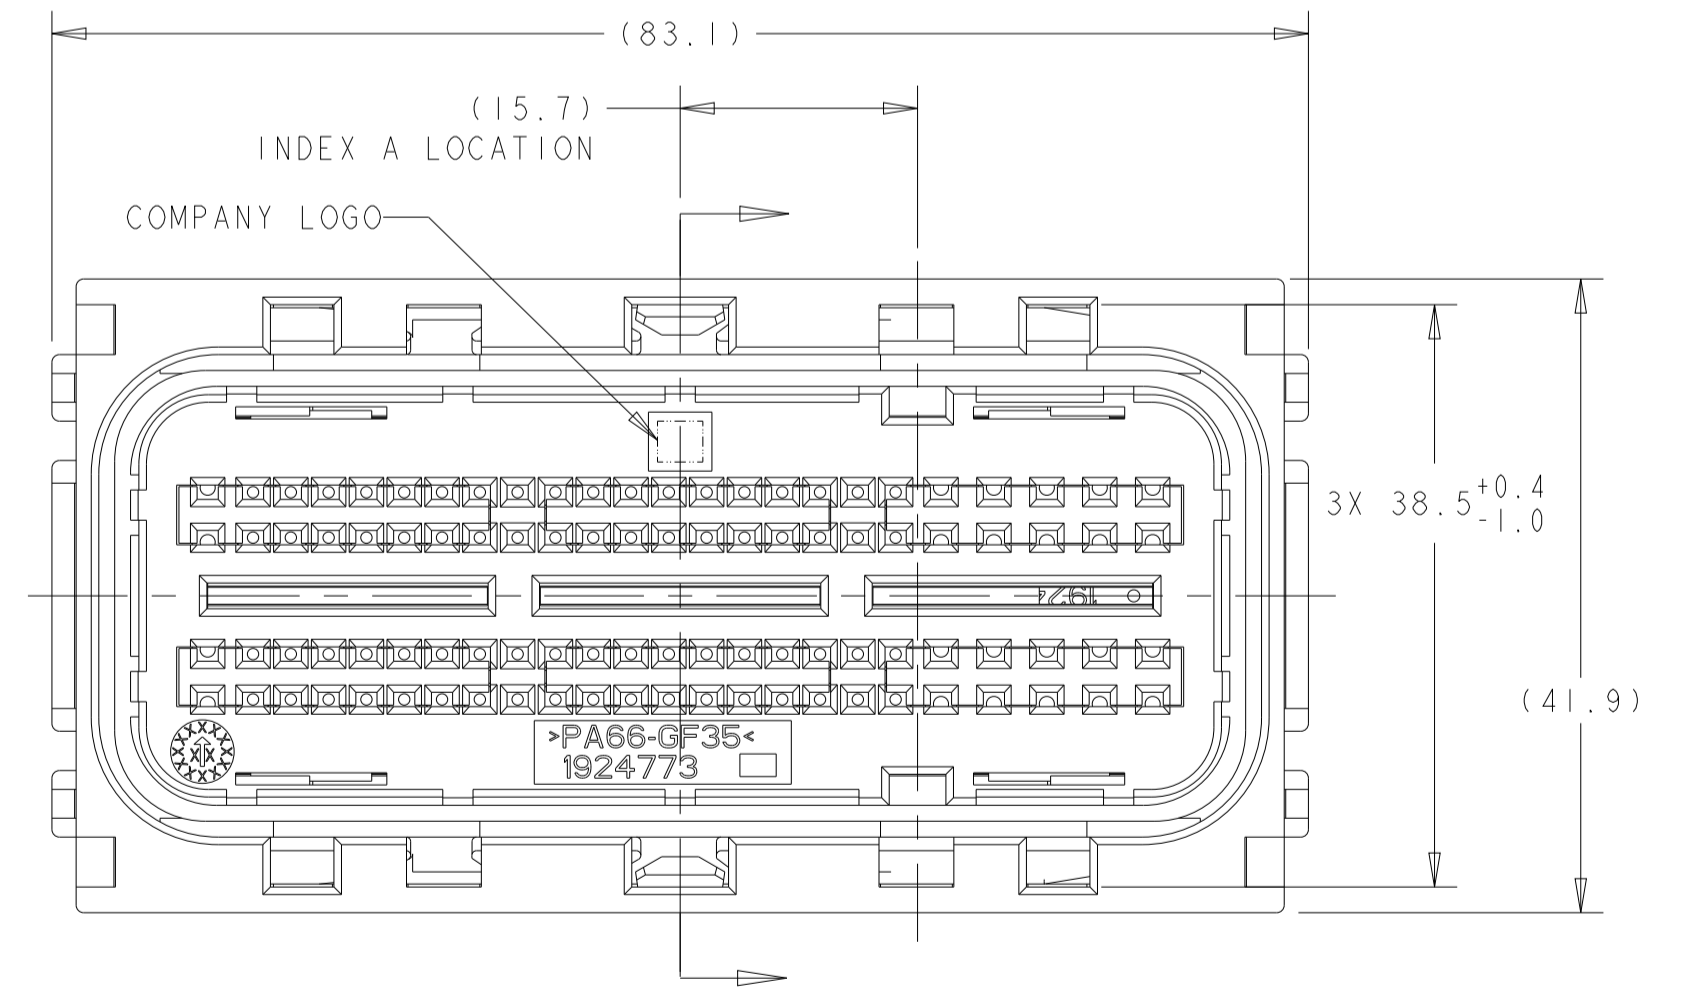 (83.1)
(15.7)
INDEX A LOCATION
COMPANY LOGO
3X 38.5 +0.4
-1.0
(41.9)
>PA66-GF35<
1924773